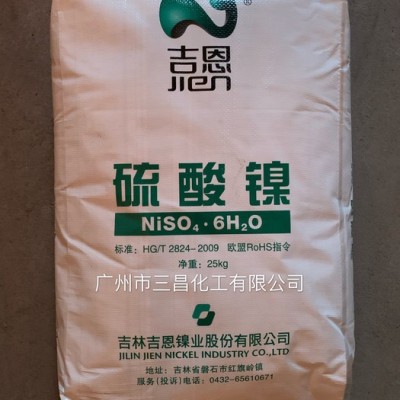 吉恩
JIEN
®
硫酸镍
NiSO₄·6H₂O
标准：HG/T 2824-2009 欧盟RoHS指令
净重：25kg
广州市三昌化工有限公司
吉林吉恩镍业股份有限公司
JILIN JIEN NICKEL INDUSTRY CO.,LTD
地址：吉林省磐石市红旗岭镇
服务(投诉)电话：0432-65610671